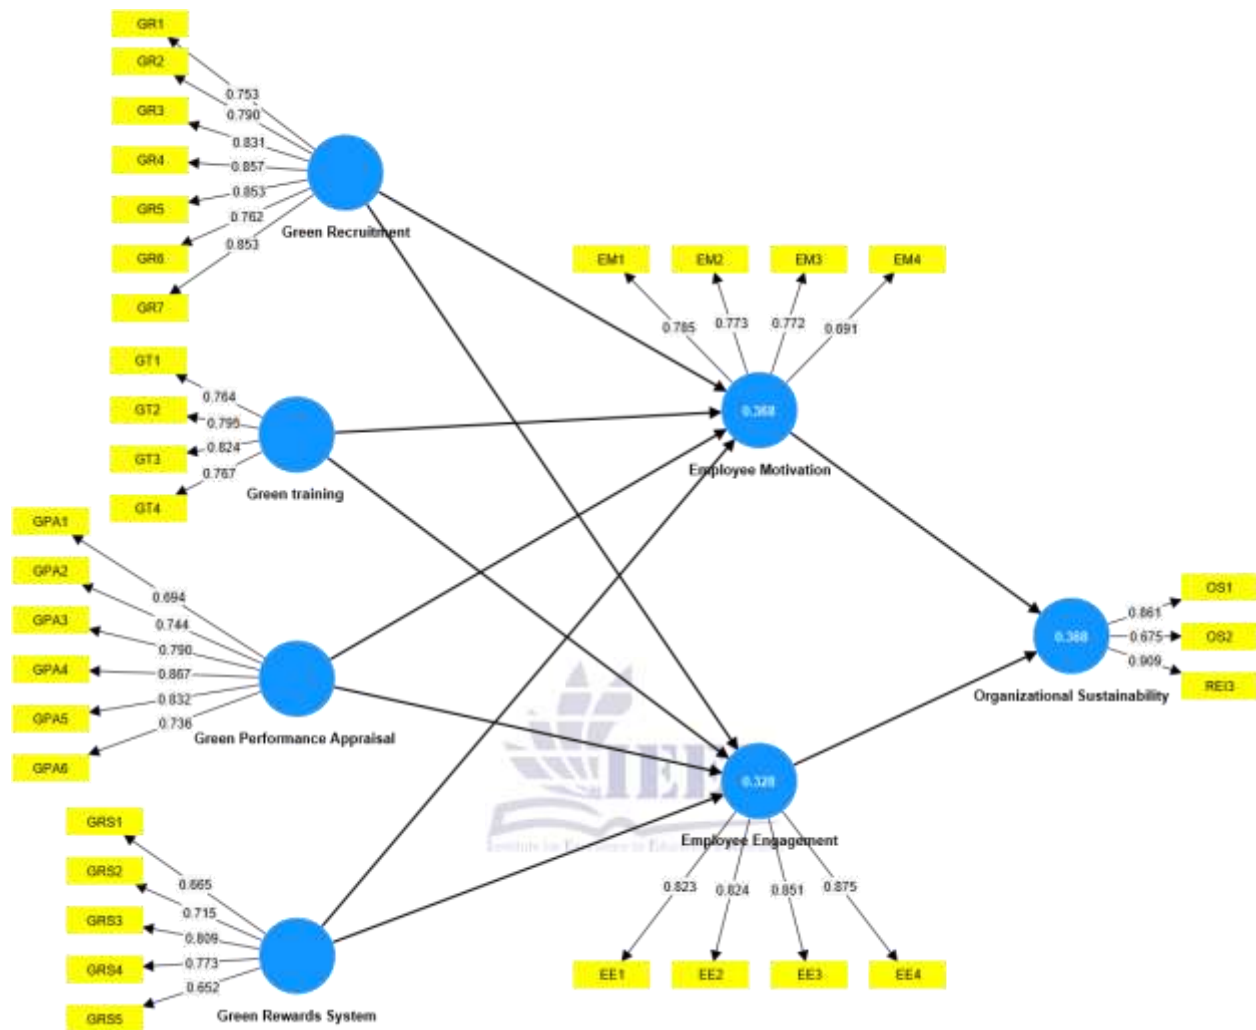 GR1
GR2
GR3
GR4
GR5
GR6
GR7
0.753
0.790
0.831
0.857
0.853
0.762
0.853
Green Recruitment
GT1
GT2
GT3
GT4
0.764
0.795
0.824
0.767
Green training
GPA1
GPA2
GPA3
GPA4
GPA5
GPA6
0.694
0.744
0.790
0.867
0.832
0.736
Green Performance Appraisal
GRS1
GRS2
GRS3
GRS4
GRS5
0.665
0.715
0.809
0.773
0.652
Green Rewards System
EM1
EM2
EM3
EM4
0.785
0.773
0.772
0.691
0.368
Employee Motivation
0.328
Employee Engagement
0.823
0.824
0.851
0.875
EE1
EE2
EE3
EE4
0.368
Organizational Sustainability
0.861
0.675
0.909
OS1
OS2
REI3
Institute for